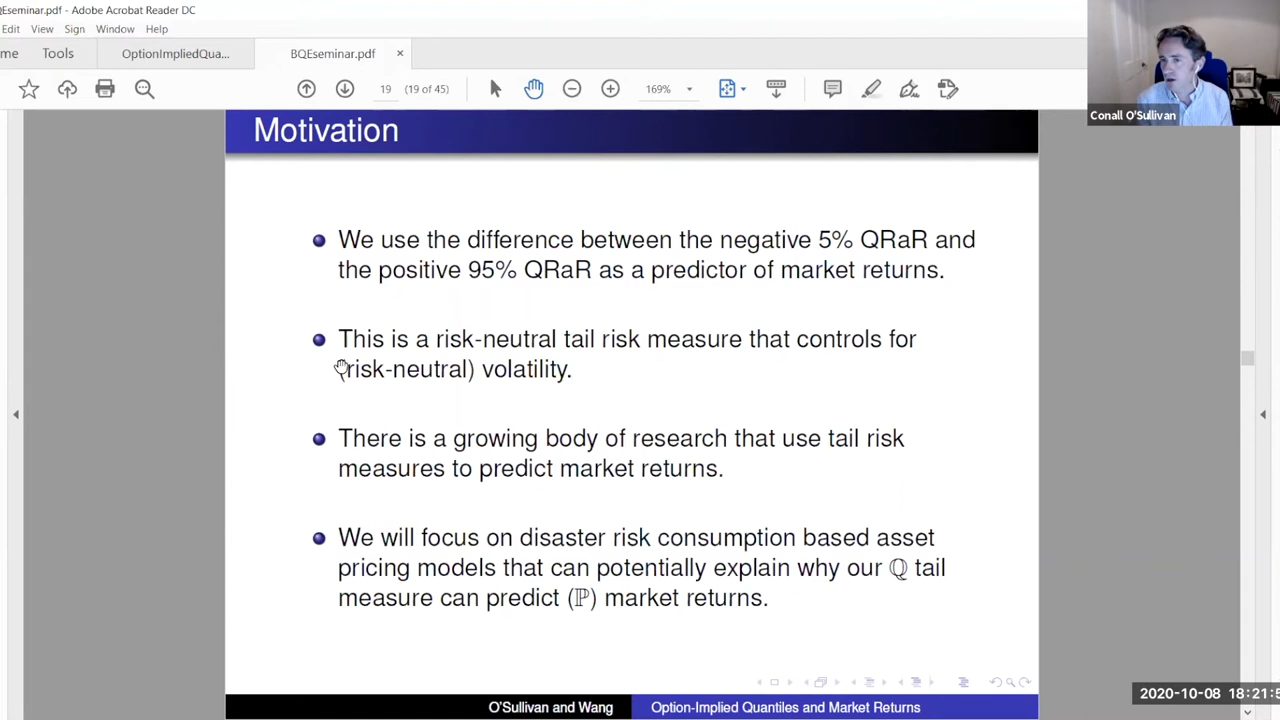 QEseminar.pdf - Adobe Acrobat Reader DC
Edit View Sign Window Help
me Tools OptionImpliedQua... BQEseminar.pdf ×
19 (19 of 45) 169%
Conall O'Sullivan
Motivation
We use the difference between the negative 5% QRaR and
the positive 95% QRaR as a predictor of market returns.
This is a risk-neutral tail risk measure that controls for
(risk-neutral) volatility.
There is a growing body of research that use tail risk
measures to predict market returns.
We will focus on disaster risk consumption based asset
pricing models that can potentially explain why our ℚ tail
measure can predict (ℙ) market returns.
O'Sullivan and Wang Option-Implied Quantiles and Market Returns
2020-10-08 18:21:5